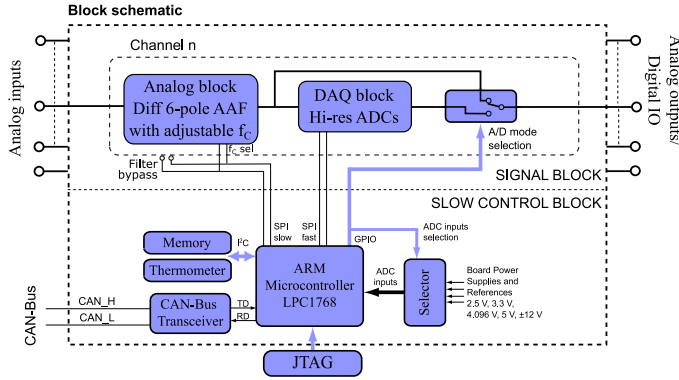 Block schematic
Channel n
Analog inputs
Analog outputs/
Digital IO
Analog block
Diff 6-pole AAF
with adjustable fC
DAQ block
Hi-res ADCs
A/D mode
selection
fC sel
Filter
bypass
SIGNAL BLOCK
SLOW CONTROL BLOCK
SPI
slow
SPI
fast
GPIO
ADC inputs
selection
Memory
Thermometer
I²C
ARM
Microcontroller
LPC1768
ADC
inputs
Selector
Board Power
Supplies and
References
2.5 V, 3.3 V,
4.096 V, 5 V, ±12 V
CAN-Bus
CAN_H
CAN_L
CAN-Bus
Transceiver
TD
RD
JTAG